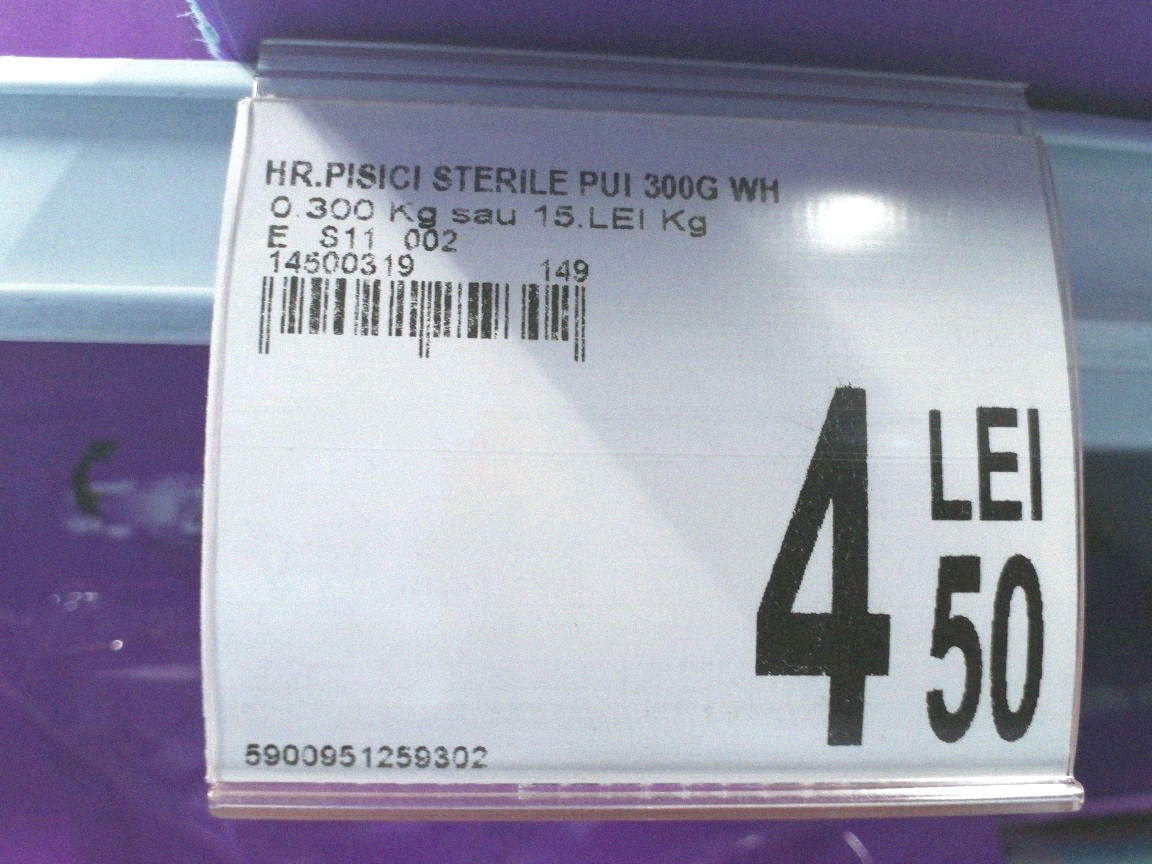 HR.PISICI STERILE PUI 300G WH
0.300 Kg sau 15.LEI Kg
E S11 002
14500319 149
4 LEI 50
5900951259302